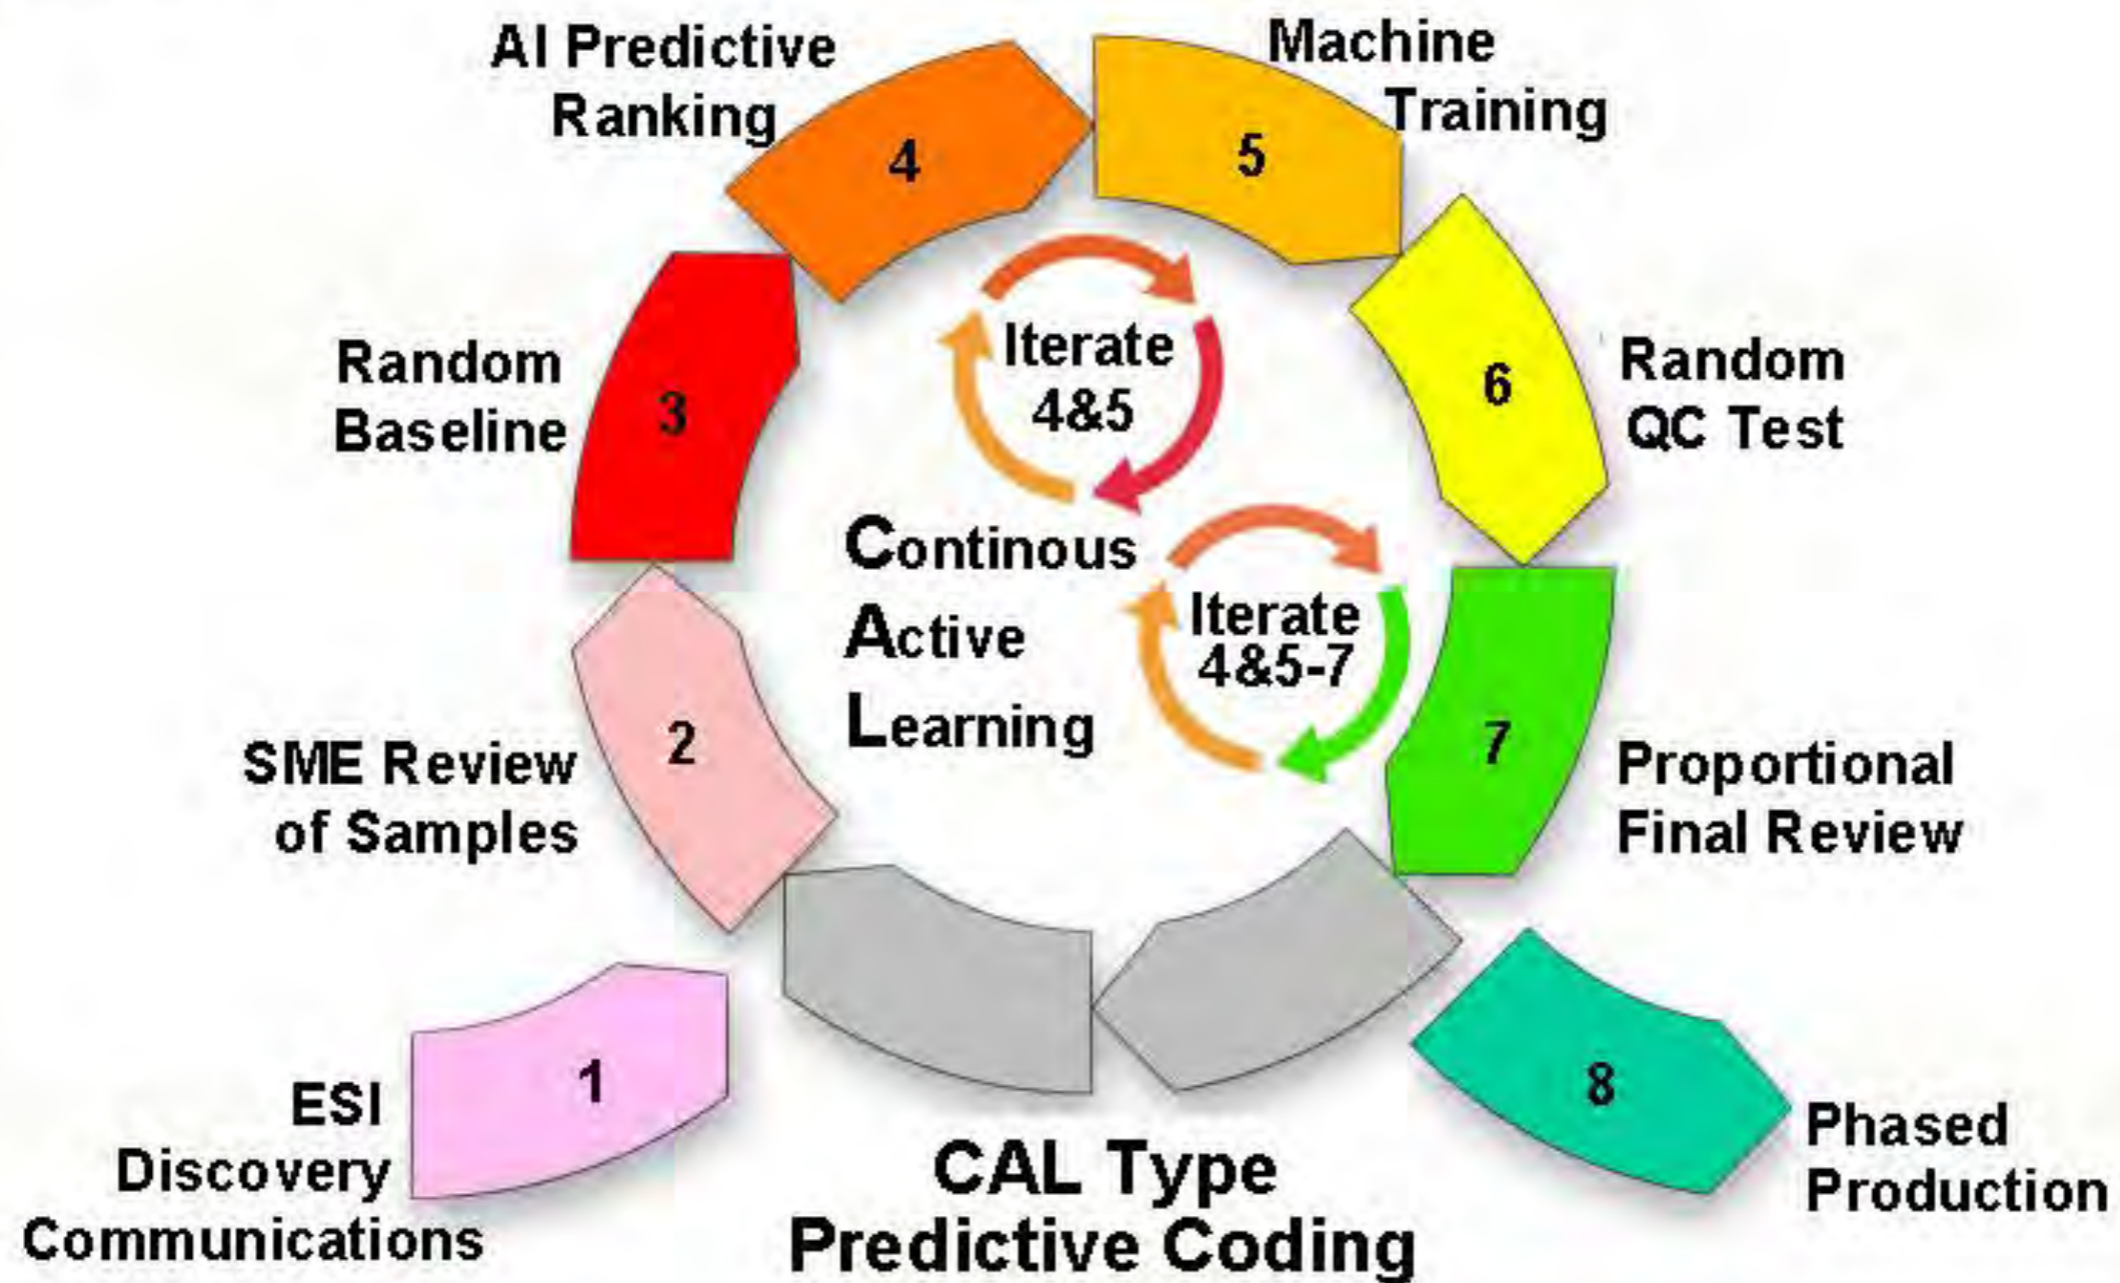 AI Predictive
Ranking
Machine
Training
4
5
Random
Baseline
3
Iterate
4&5
6
Random
QC Test
Continous
Active
Learning
Iterate
4&5-7
SME Review
of Samples
2
7
Proportional
Final Review
1
ESI
Discovery
Communications
8
Phased
Production
CAL Type
Predictive Coding